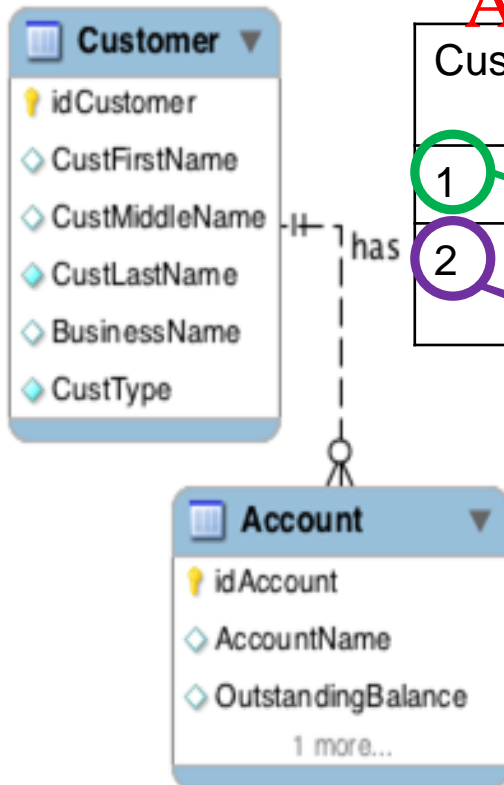 Customer
idCustomer
CustFirstName
CustMiddleName
CustLastName
BusinessName
CustType
A
Cus
1
2
has
Account
idAccount
AccountName
OutstandingBalance
1 more...